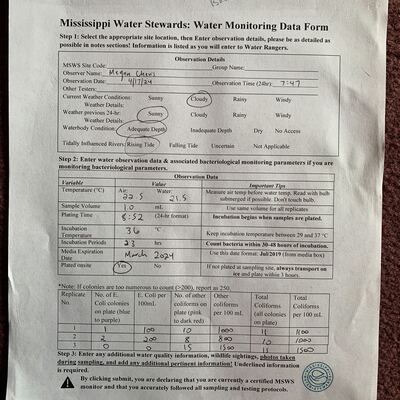 Mississippi Water Stewards: Water Monitoring Data Form
Step 1: Select the appropriate site location, then Enter observation details, please be as detailed as
possible in notes sections! Information is listed as you will enter to Water Rangers.
Observation Details
MSWS Site Code: Group Name:
Observer Name: Megan
Observation Date: 4/17/24 Observation Time (24hr): 7:47
Other Testers:
Current Weather Conditions: Sunny Cloudy Rainy Windy
Weather Details:
Weather previous 24-hr: Sunny Cloudy Rainy Windy
Weather Details:
Waterbody Condition: Adequate Depth Inadequate Depth Dry No Access
Tidally Influenced Rivers: Rising Tide Falling Tide Uncertain Not Applicable
Step 2: Enter water observation data & associated bacteriological monitoring parameters if you are
monitoring bacteriological parameters.
Observation Data
Variable Value Important Tips
Temperature (°C) Air: 22.5 Water: 21.5 Measure air temp before water temp. Read with bulb
submerged if possible. Don't touch bulb.
Sample Volume 10 mL Use same volume for all replicates
Plating Time 8:52 (24-hr format) Incubation begins when samples are plated.
Incubation
Temperature 36 °C Keep incubation temperature between 29 and 37 °C
Incubation Periods 23 hrs Count bacteria within 30-48 hours of incubation.
Media Expiration
Date March 2024 Use this date format: Jul/2019 (from media box)
Plated onsite Yes No If not plated at sampling site, always transport on
ice and plate within 3 hours.
*Note: If colonies are too numerous to count (>200), report as 250.
Replicate
No. No. of E.
Coli colonies
on plate (blue
to purple) E. Coli per
100mL No. of other
coliforms on
plate (pink
to dark red) Other
coliforms
per 100 mL Total
Coliforms
(all colonies
on plate) Total
Coliforms
per 100 mL
1 1 100 10 1000 11 1100
2 2 200 8 800 10 1000
3 0 0 15 1500 15 1500
Step 3: Enter any additional water quality information, wildlife sightings, photo taken
during sampling, and add any additional pertinent information! Underlined information
is required.
By clicking submit, you are declaring that you are currently a certified MSWS
monitor and that you accurately followed all sampling and testing protocols.